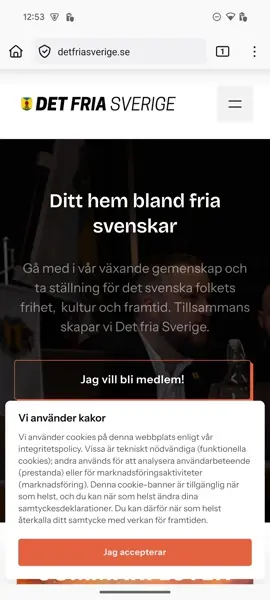 12:53
detfriasverige.se
1
DET FRIA SVERIGE
Ditt hem bland fria
svenskar
Gå med i vår växande gemenskap och
ta ställning för det svenska folkets
frihet, kultur och framtid. Tillsammans
skapar vi Det fria Sverige.
Jag vill bli medlem!
Vi använder kakor
Vi använder cookies på denna webbplats enligt vår
integritetspolicy. Vissa är tekniskt nödvändiga (funktionella
cookies); andra används för att analysera användarbeteende
(prestanda) eller för marknadsföringsaktiviteter
(marknadsföring). Denna cookie-banner är tillgänglig när
som helst, och du kan när som helst ändra dina
samtyckesdeklarationer. Du kan därför när som helst
återkalla ditt samtycke med verkan för framtiden.
Jag accepterar